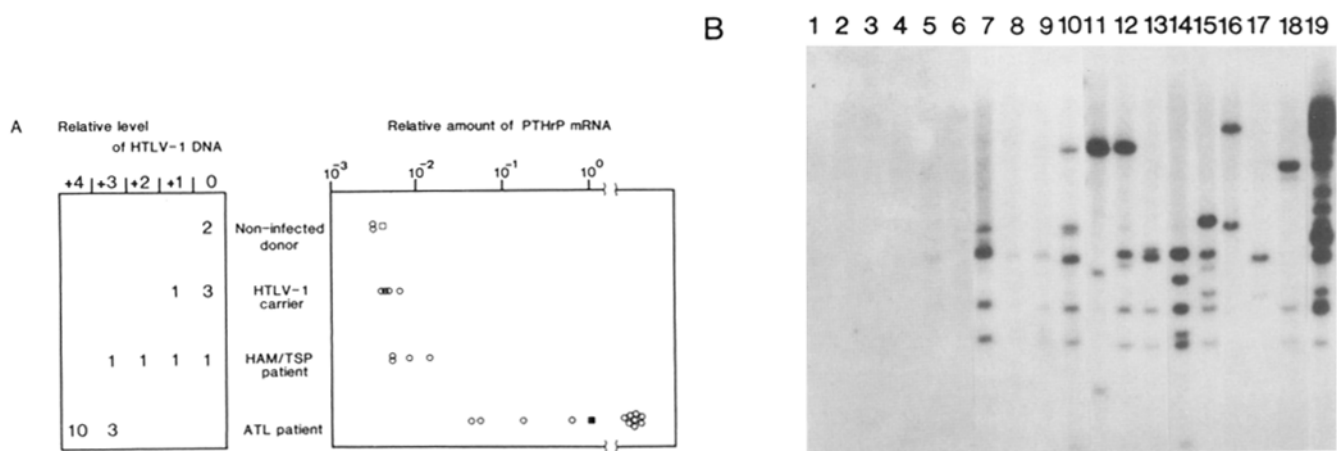 A
Relative level
of HTLV-1 DNA
+4 | +3 | +2 | +1 | 0
Relative amount of PTHrP mRNA
10⁻³ 10⁻² 10⁻¹ 10⁰
2 Non-infected
donor
1 3 HTLV-1
carrier
1 1 1 1 HAM/TSP
patient
10 3 ATL patient
B
1 2 3 4 5 6 7 8 9 10 11 12 13 14 15 16 17 18 19